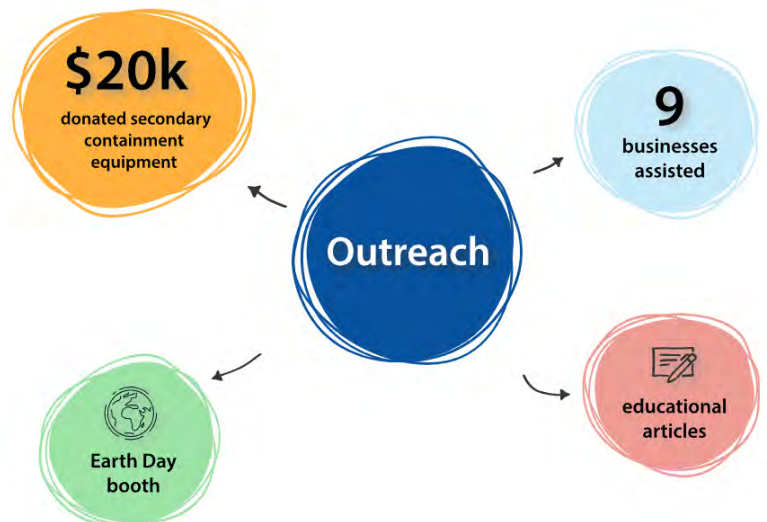 $20k
donated secondary
containment
equipment
9
businesses
assisted
Outreach
Earth Day
booth
educational
articles